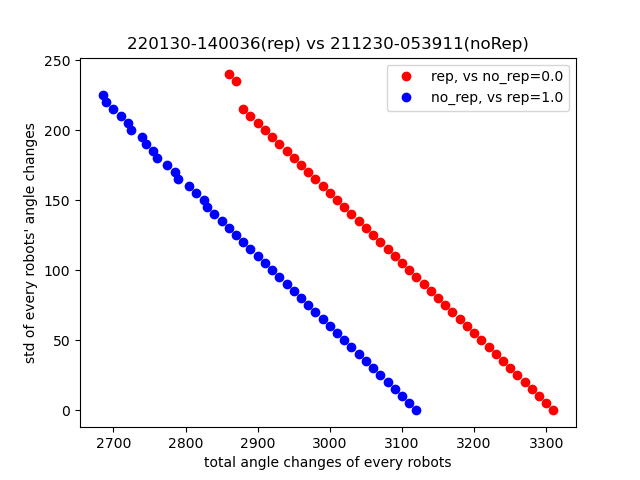 220130-140036(rep) vs 211230-053911(noRep)
rep, vs no_rep=0.0
no_rep, vs rep=1.0
std of every robots' angle changes
250
200
150
100
50
0
2700 2800 2900 3000 3100 3200 3300
total angle changes of every robots